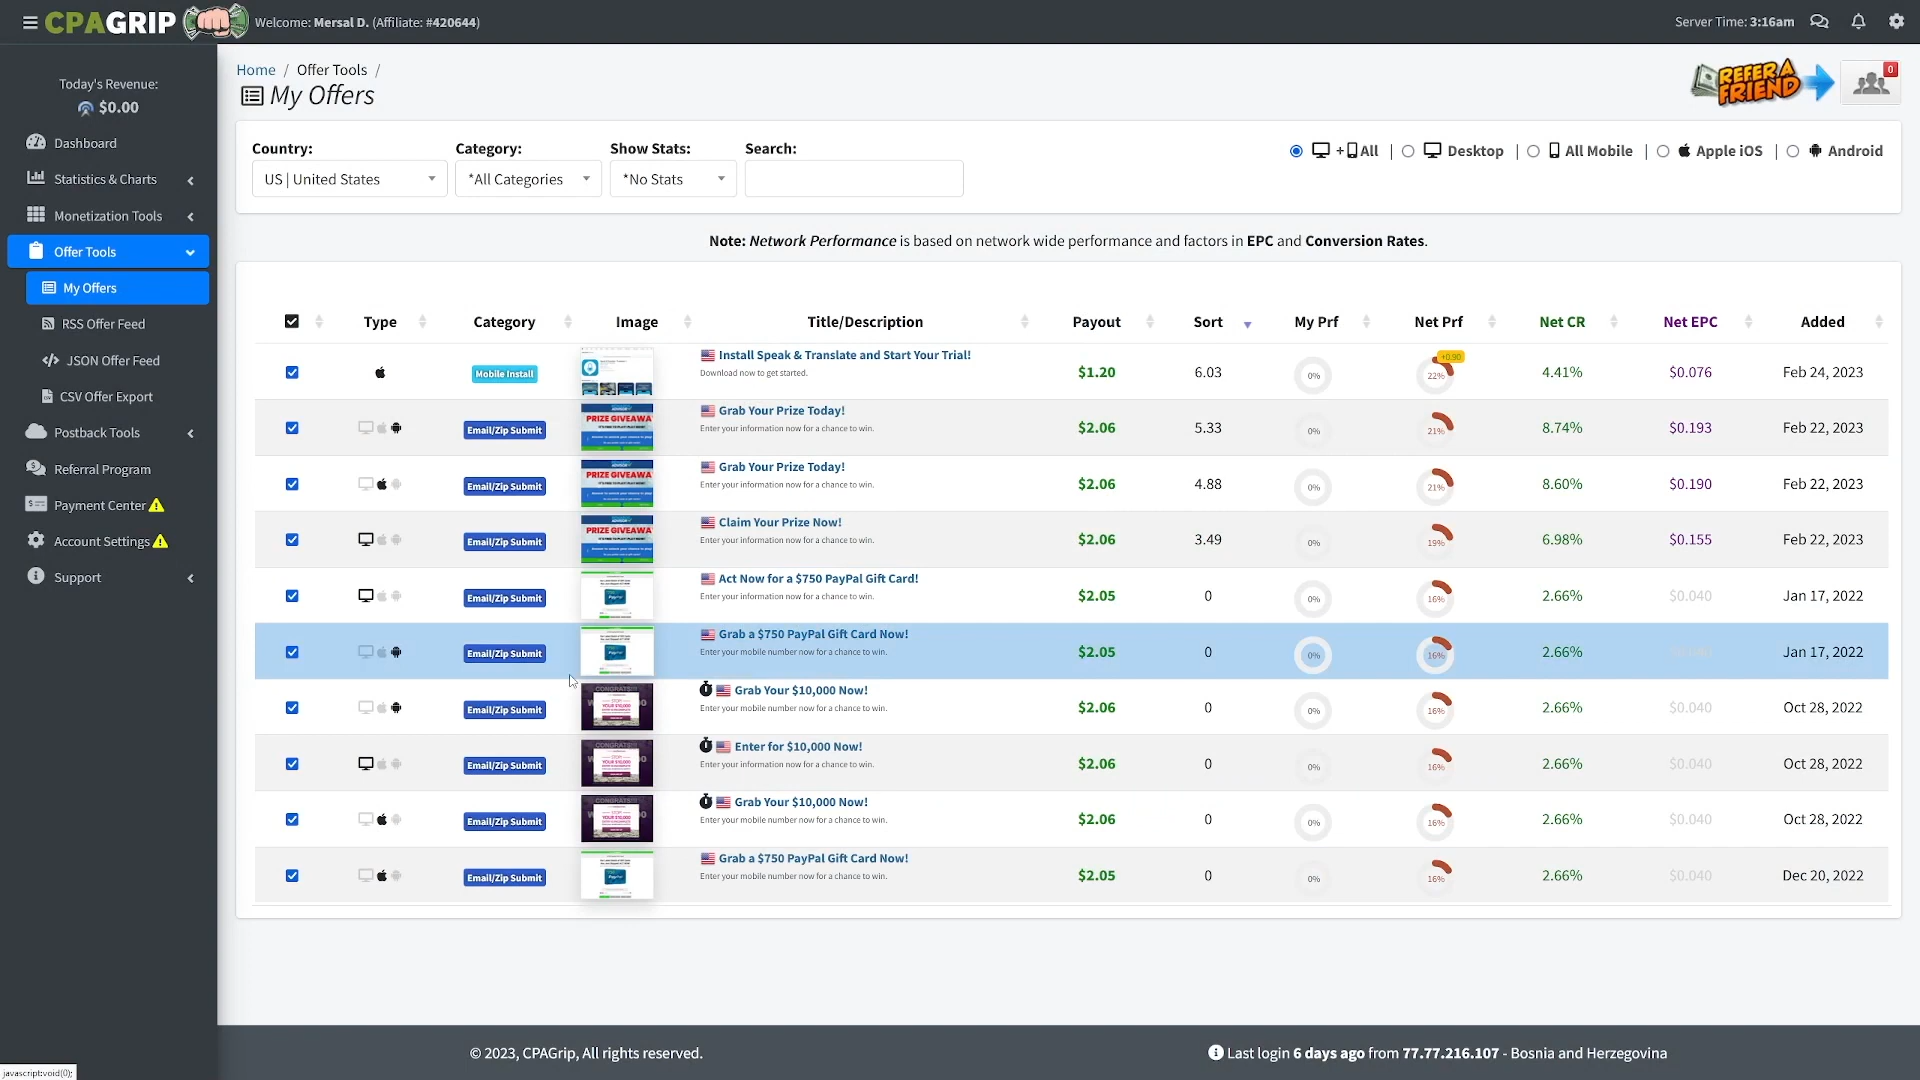 CPAGRIP Welcome: Mersal D. (Affiliate: #420644) Server Time: 3:16am
Today's Revenue:
$0.00
Dashboard
Statistics & Charts
Monetization Tools
Offer Tools
My Offers
RSS Offer Feed
JSON Offer Feed
CSV Offer Export
Postback Tools
Referral Program
Payment Center
Account Settings
Support
Home / Offer Tools /
My Offers
REFER A FRIEND
0
Country: Category: Show Stats: Search:
US | United States *All Categories *No Stats
+ All | Desktop | All Mobile | Apple iOS | Android
Note: Network Performance is based on network wide performance and factors in EPC and Conversion Rates.
Type Category Image Title/Description Payout Sort My Prf Net Prf Net CR Net EPC Added
Mobile Install Install Speak & Translate and Start Your Trial! $1.20 6.03 0% 22% +0.90 4.41% $0.076 Feb 24, 2023
Download now to get started.
Email/Zip Submit PRIZE GIVEAWA Grab Your Prize Today! $2.06 5.33 0% 21% 8.74% $0.193 Feb 22, 2023
Enter your information now for a chance to win.
Email/Zip Submit PRIZE GIVEAWA Grab Your Prize Today! $2.06 4.88 0% 21% 8.60% $0.190 Feb 22, 2023
Enter your information now for a chance to win.
Email/Zip Submit PRIZE GIVEAWA Claim Your Prize Now! $2.06 3.49 0% 19% 6.98% $0.155 Feb 22, 2023
Enter your information now for a chance to win.
Email/Zip Submit Act Now for a $750 PayPal Gift Card! $2.05 0 0% 16% 2.66% $0.040 Jan 17, 2022
Enter your information now for a chance to win.
Email/Zip Submit Grab a $750 PayPal Gift Card Now! $2.05 0 0% 16% 2.66% $0.040 Jan 17, 2022
Enter your mobile number now for a chance to win.
Email/Zip Submit Grab Your $10,000 Now! $2.06 0 0% 16% 2.66% $0.040 Oct 28, 2022
Enter your mobile number now for a chance to win.
Email/Zip Submit Enter for $10,000 Now! $2.06 0 0% 16% 2.66% $0.040 Oct 28, 2022
Enter your information now for a chance to win.
Email/Zip Submit Grab Your $10,000 Now! $2.06 0 0% 16% 2.66% $0.040 Oct 28, 2022
Enter your mobile number now for a chance to win.
Email/Zip Submit Grab a $750 PayPal Gift Card Now! $2.05 0 0% 16% 2.66% $0.040 Dec 20, 2022
Enter your mobile number now for a chance to win.
© 2023, CPAGrip, All rights reserved. Last login 6 days ago from 77.77.216.107 - Bosnia and Herzegovina
javascript:void(0);